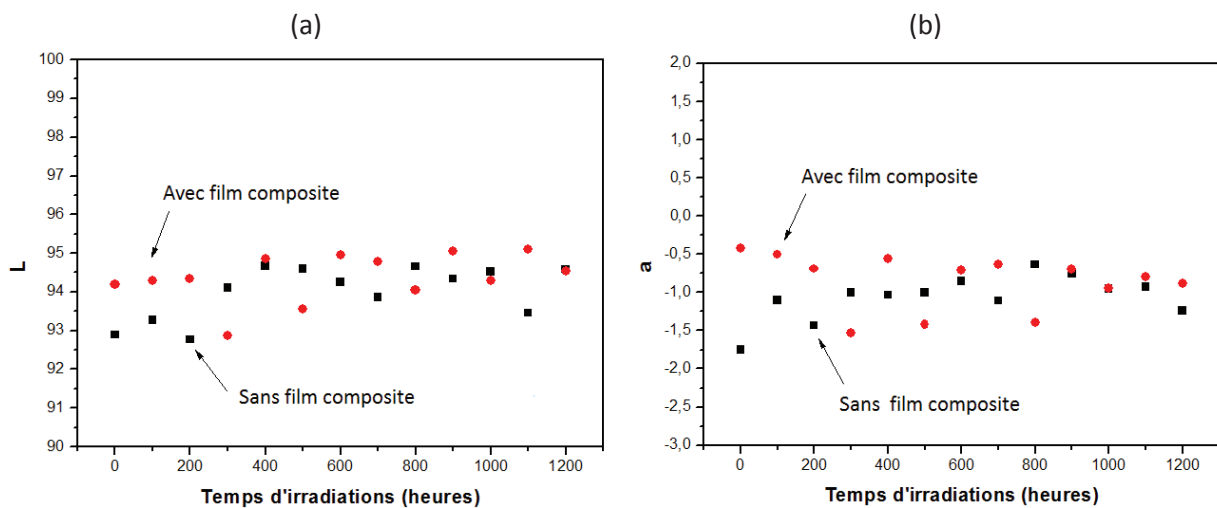 (a)
100
99
98
97
96
95
94
93
92
91
90
L
Avec film composite
Sans film composite
0 200 400 600 800 1000 1200
Temps d'irradiations (heures)
(b)
2,0
1,5
1,0
0,5
0,0
-0,5
-1,0
-1,5
-2,0
-2,5
-3,0
a
Avec film composite
Sans film composite
0 200 400 600 800 1000 1200
Temps d'irradiations (heures)